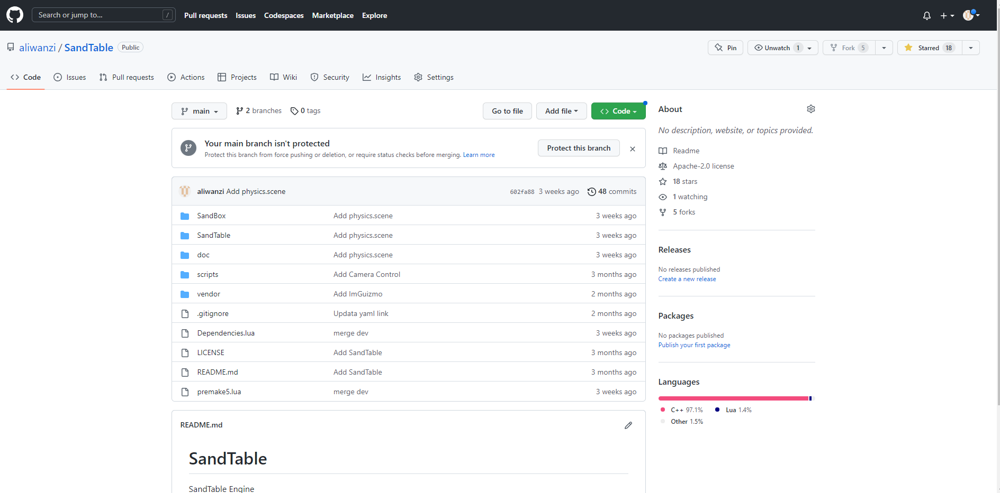 Search or jump to... / Pull requests Issues Codespaces Marketplace Explore
aliwanzi / SandTable Public Pin Unwatch 1 Fork 5 Starred 18
Code Issues Pull requests Actions Projects Wiki Security Insights Settings
main 2 branches 0 tags Go to file Add file Code
Your main branch isn't protected
Protect this branch from force pushing or deletion, or require status checks before merging. Learn more
Protect this branch
aliwanzi Add physics.scene 602fa88 3 weeks ago 48 commits
SandBox Add physics.scene 3 weeks ago
SandTable Add physics.scene 3 weeks ago
doc Add physics.scene 3 weeks ago
scripts Add Camera Control 3 months ago
vendor Add ImGuizmo 2 months ago
.gitignore Updata yaml link 2 months ago
Dependencies.lua merge dev 3 weeks ago
LICENSE Add SandTable 3 months ago
README.md Add SandTable 3 months ago
premake5.lua merge dev 3 weeks ago
README.md
SandTable
SandTable Engine
About
No description, website, or topics provided.
Readme
Apache-2.0 license
18 stars
1 watching
5 forks
Releases
No releases published
Create a new release
Packages
No packages published
Publish your first package
Languages
C++ 97.1% Lua 1.4%
Other 1.5%